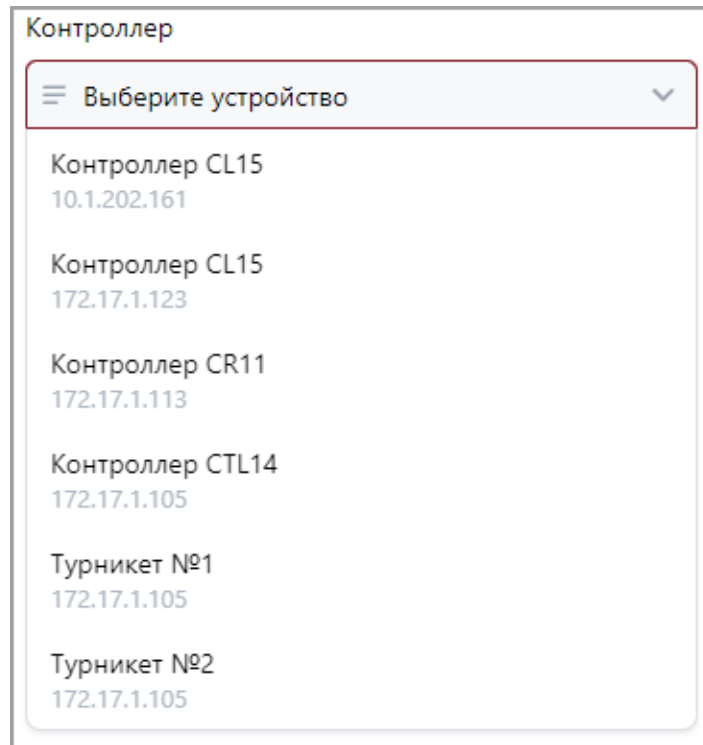 Контроллер
Выберите устройство
Контроллер CL15
10.1.202.161
Контроллер CL15
172.17.1.123
Контроллер CR11
172.17.1.113
Контроллер CTL14
172.17.1.105
Турникет №1
172.17.1.105
Турникет №2
172.17.1.105